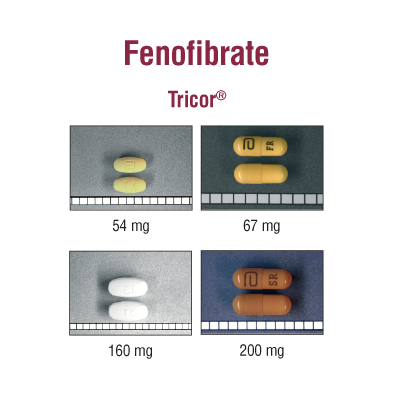 Fenofibrate
Tricor®
FR
54 mg
67 mg
SR
160 mg
200 mg